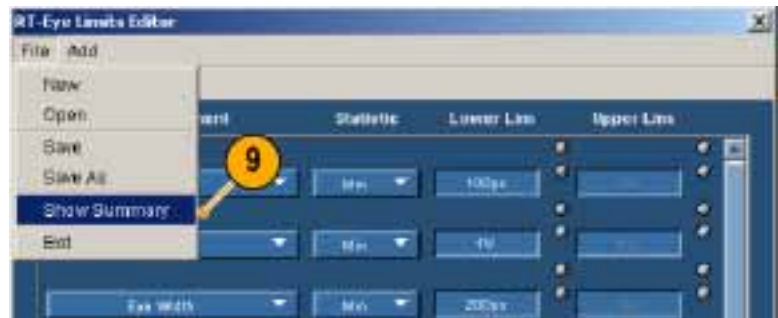 RT-Eye Limits Editor
File Add
New
Open
Save
Save As
Show Summary
Exit
9
Statistic Lower Lim Upper Lim
Min 100ps
Min
Eye Width Min 200ps